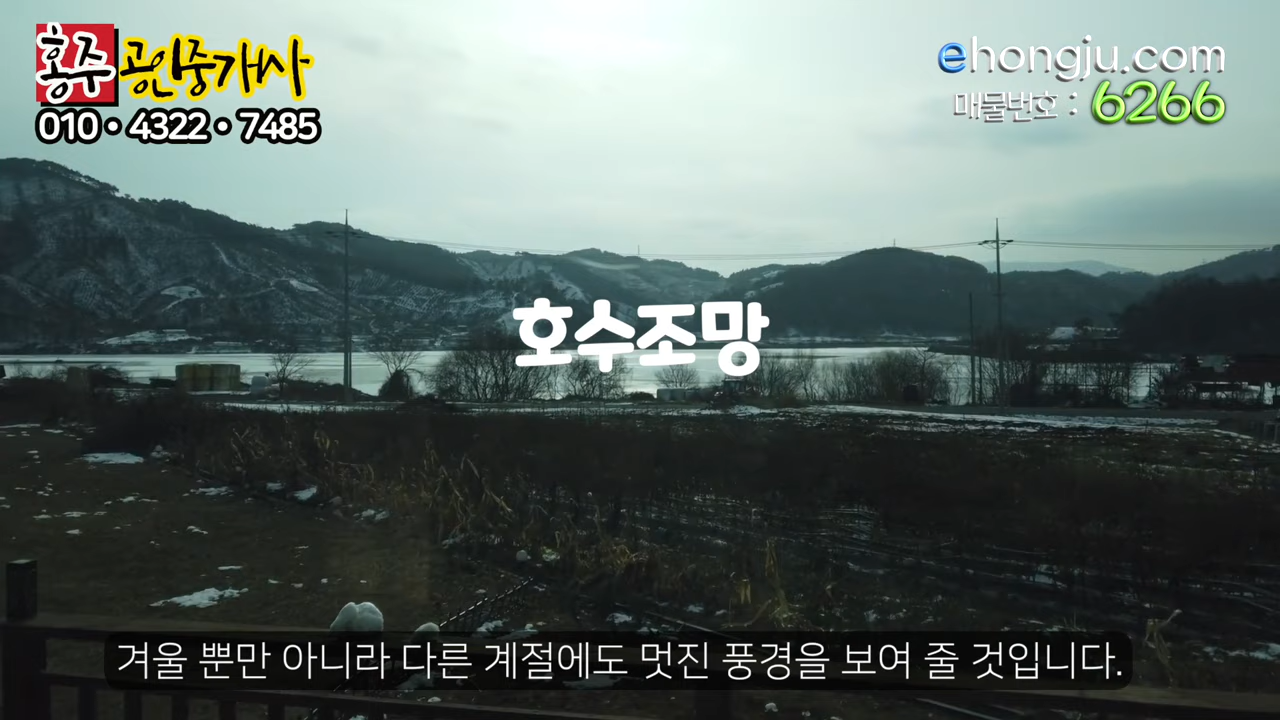 홍주 공인중개사
010・4322・7485
ehongju.com
매물번호 : 6266
호수조망
겨울 뿐만 아니라 다른 계절에도 멋진 풍경을 보여 줄 것입니다.